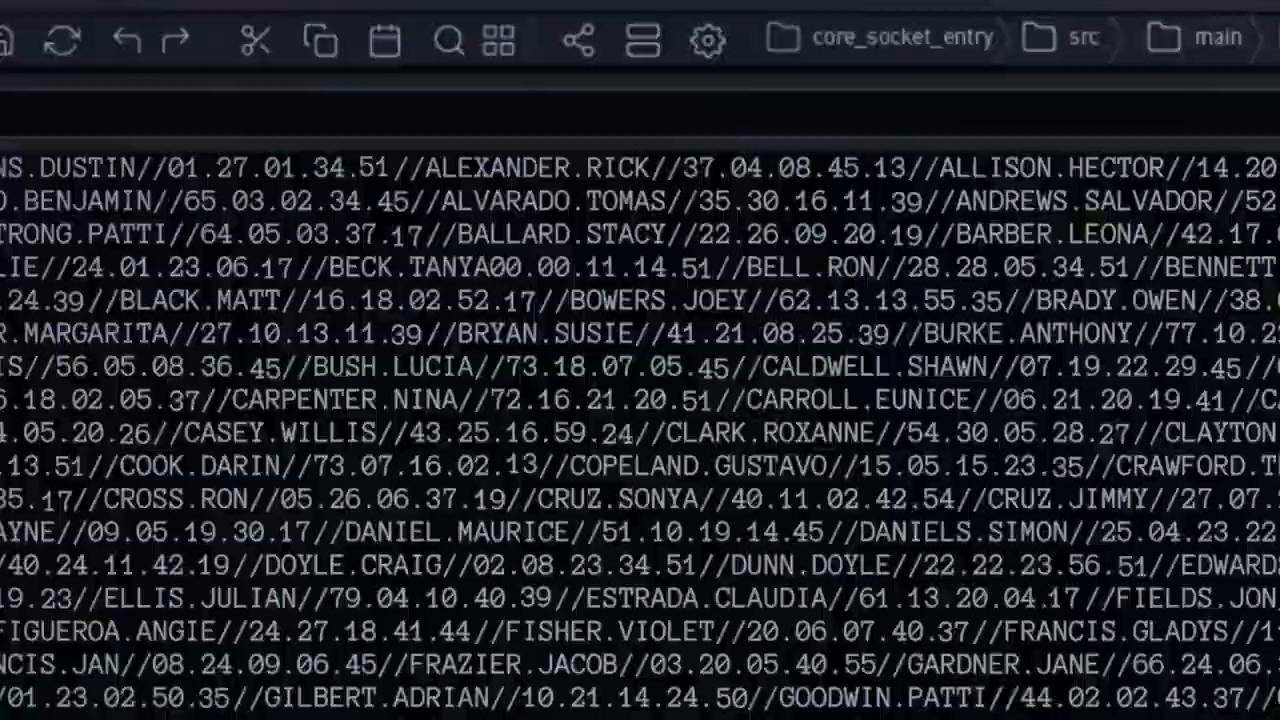 core_socket_entry src main
NS.DUSTIN//01.27.01.34.51//ALEXANDER.RICK//37.04.08.45.13//ALLISON.HECTOR//14.20
.BENJAMIN//65.03.02.34.45//ALVARADO.TOMAS//35.30.16.11.39//ANDREWS.SALVADOR//52
TRONG.PATTI//64.05.03.37.17//BALLARD.STACY//22.26.09.20.19//BARBER.LEONA//42.17.
LIE//24.01.23.06.17//BECK.TANYA00.00.11.14.51//BELL.RON//28.28.05.34.51//BENNETT
.24.39//BLACK.MATT//16.18.02.52.17//BOWERS.JOEY//62.13.13.55.35//BRADY.OWEN//38.
R.MARGARITA//27.10.13.11.39//BRYAN.SUSIE//41.21.08.25.39//BURKE.ANTHONY//77.10.2
IS//56.05.08.36.45//BUSH.LUCIA//73.18.07.05.45//CALDWELL.SHAWN//07.19.22.29.45//
6.18.02.05.37//CARPENTER.NINA//72.16.21.20.51//CARROLL.EUNICE//06.21.20.19.41//C
.05.20.26//CASEY.WILLIS//43.25.16.59.24//CLARK.ROXANNE//54.30.05.28.27//CLAYTON
.13.51//COOK.DARIN//73.07.16.02.13//COPELAND.GUSTAVO//15.05.15.23.35//CRAWFORD.T
35.17//CROSS.RON//05.26.06.37.19//CRUZ.SONYA//40.11.02.42.54//CRUZ.JIMMY//27.07.
AYNE//09.05.19.30.17//DANIEL.MAURICE//51.10.19.14.45//DANIELS.SIMON//25.04.23.22
/40.24.11.42.19//DOYLE.CRAIG//02.08.23.34.51//DUNN.DOYLE//22.22.23.56.51//EDWARD
19.23//ELLIS.JULIAN//79.04.10.40.39//ESTRADA.CLAUDIA//61.13.20.04.17//FIELDS.JON
FIGUEROA.ANGIE//24.27.18.41.44//FISHER.VIOLET//20.06.07.40.37//FRANCIS.GLADYS//1
NCIS.JAN//08.24.09.06.45//FRAZIER.JACOB//03.20.05.40.55//GARDNER.JANE//66.24.06.
/01.23.02.50.35//GILBERT.ADRIAN//10.21.14.24.50//GOODWIN.PATTI//44.02.02.43.37//